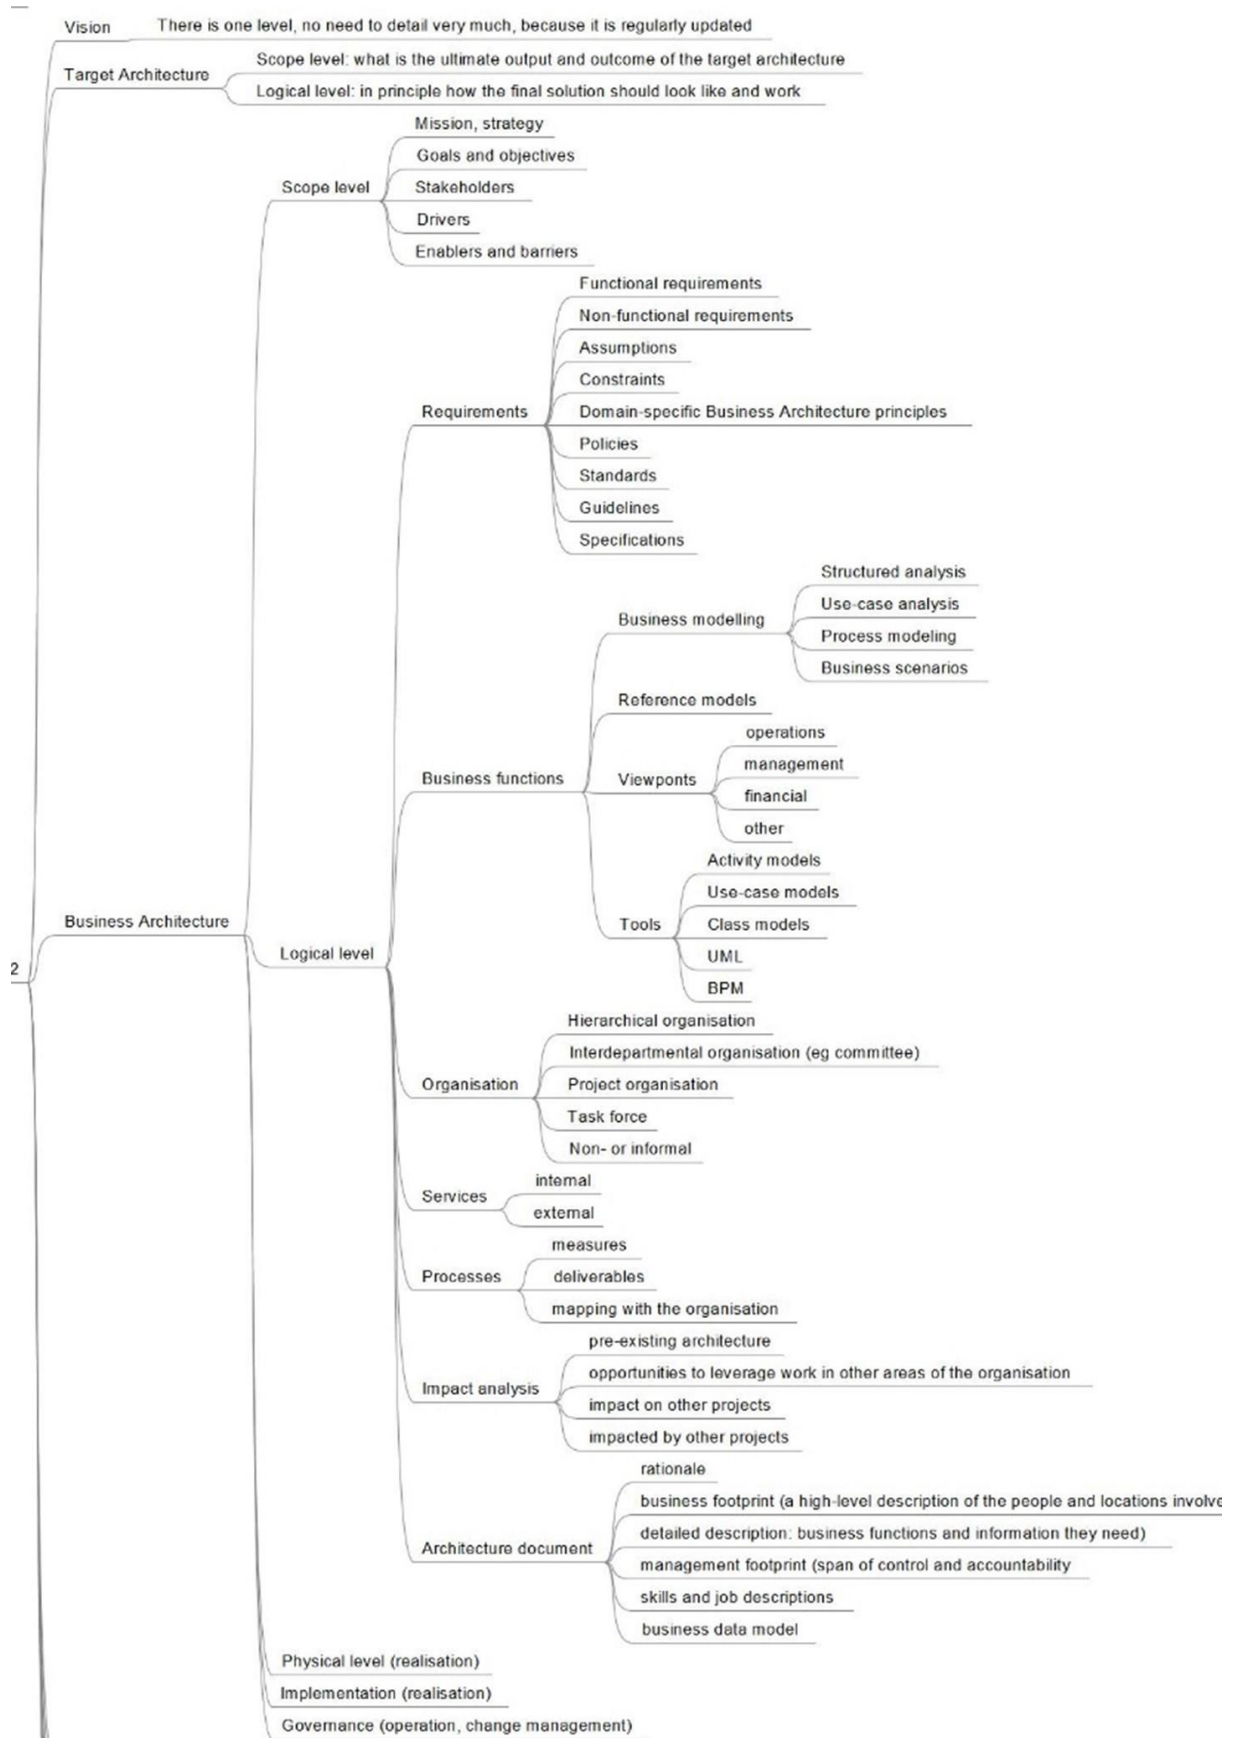 Vision
There is one level, no need to detail very much, because it is regularly updated
Target Architecture
Scope level: what is the ultimate output and outcome of the target architecture
Logical level: in principle how the final solution should look like and work
Mission, strategy
Goals and objectives
Scope level
Stakeholders
Drivers
Enablers and barriers
Functional requirements
Non-functional requirements
Assumptions
Constraints
Requirements
Domain-specific Business Architecture principles
Policies
Standards
Guidelines
Specifications
Structured analysis
Business modelling
Use-case analysis
Process modeling
Business scenarios
Reference models
operations
Business functions
Viewponts
management
financial
other
Activity models
Use-case models
Business Architecture
Tools
Class models
Logical level
UML
2
BPM
Hierarchical organisation
Interdepartmental organisation (eg committee)
Organisation
Project organisation
Task force
Non- or informal
Services
internal
external
measures
Processes
deliverables
mapping with the organisation
pre-existing architecture
opportunities to leverage work in other areas of the organisation
Impact analysis
impact on other projects
impacted by other projects
rationale
business footprint (a high-level description of the people and locations involve
detailed description: business functions and information they need)
Architecture document
management footprint (span of control and accountability
skills and job descriptions
business data model
Physical level (realisation)
Implementation (realisation)
Governance (operation, change management)